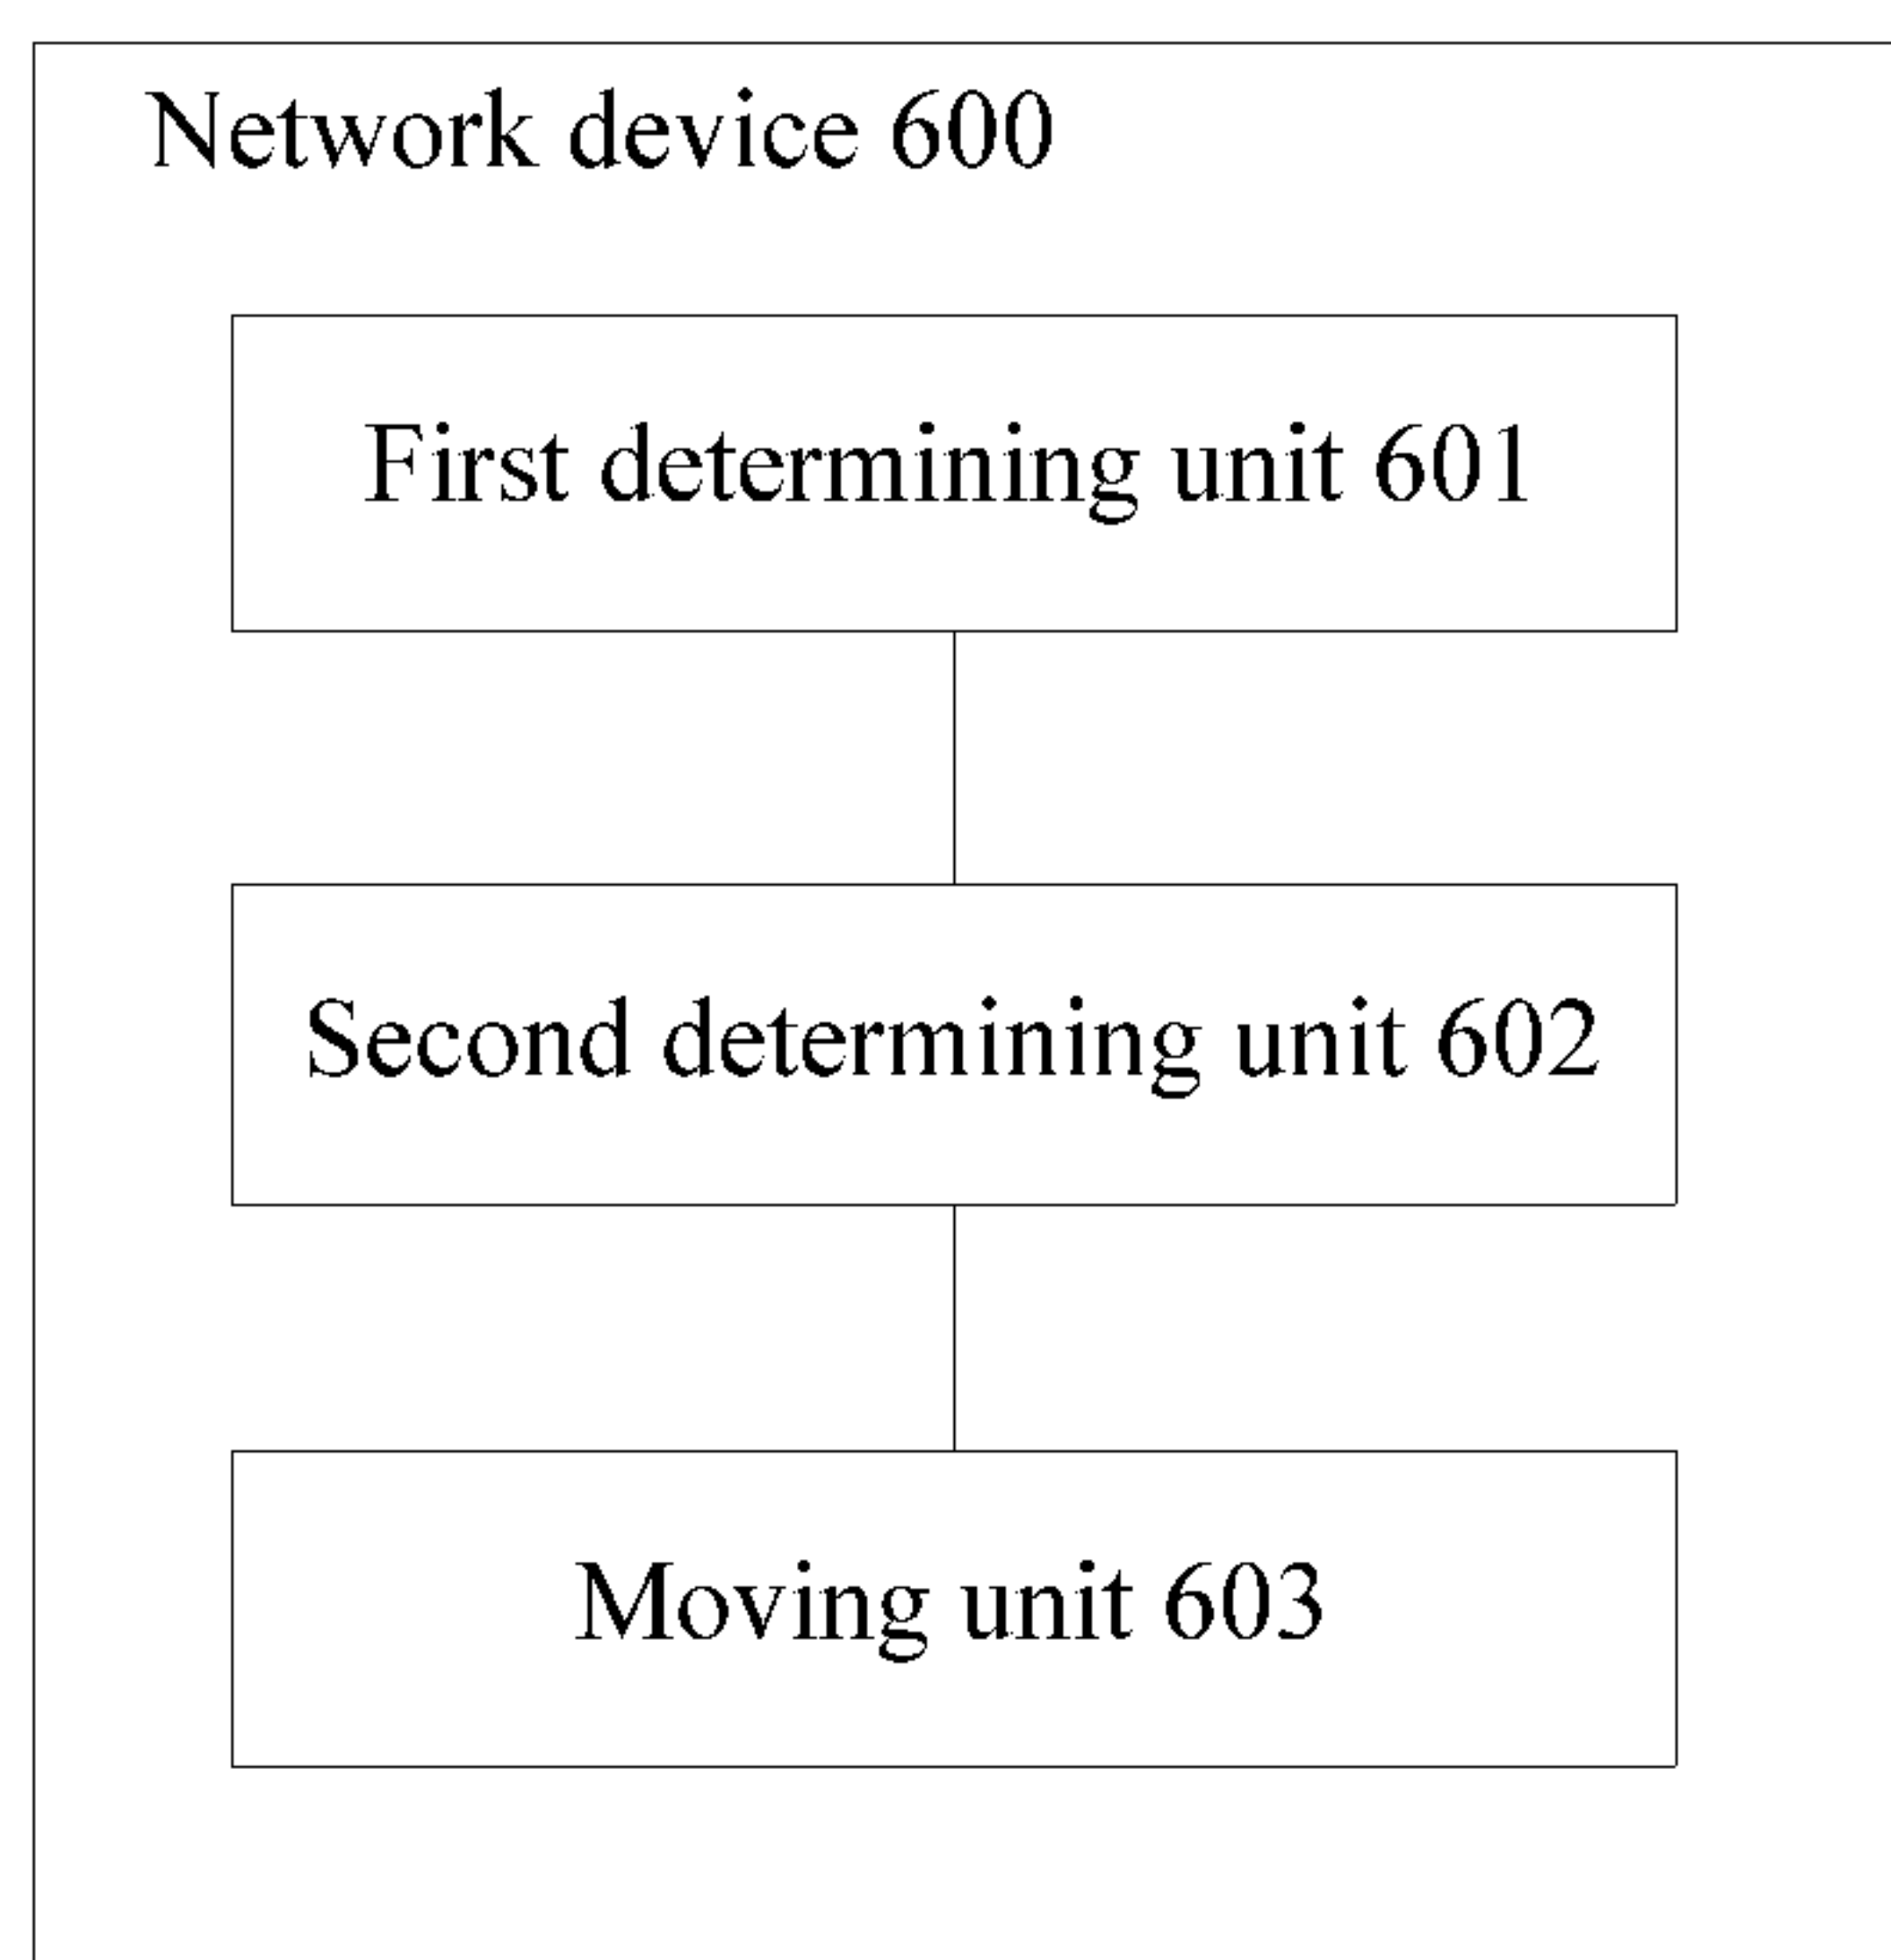 Network device 600
First determining unit 601
Second determining unit 602
Moving unit 603